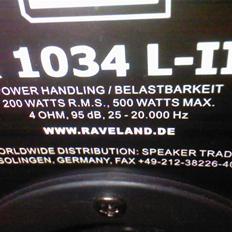 1034 L-II
POWER HANDLING / BELASTBARKEIT
200 WATTS R.M.S., 500 WATTS MAX.
4 OHM, 95 dB, 25 - 20.000 Hz
WWW.RAVELAND.DE
WORLDWIDE DISTRIBUTION: SPEAKER TRAD
SOLINGEN, GERMANY, FAX +49-212-38226-40